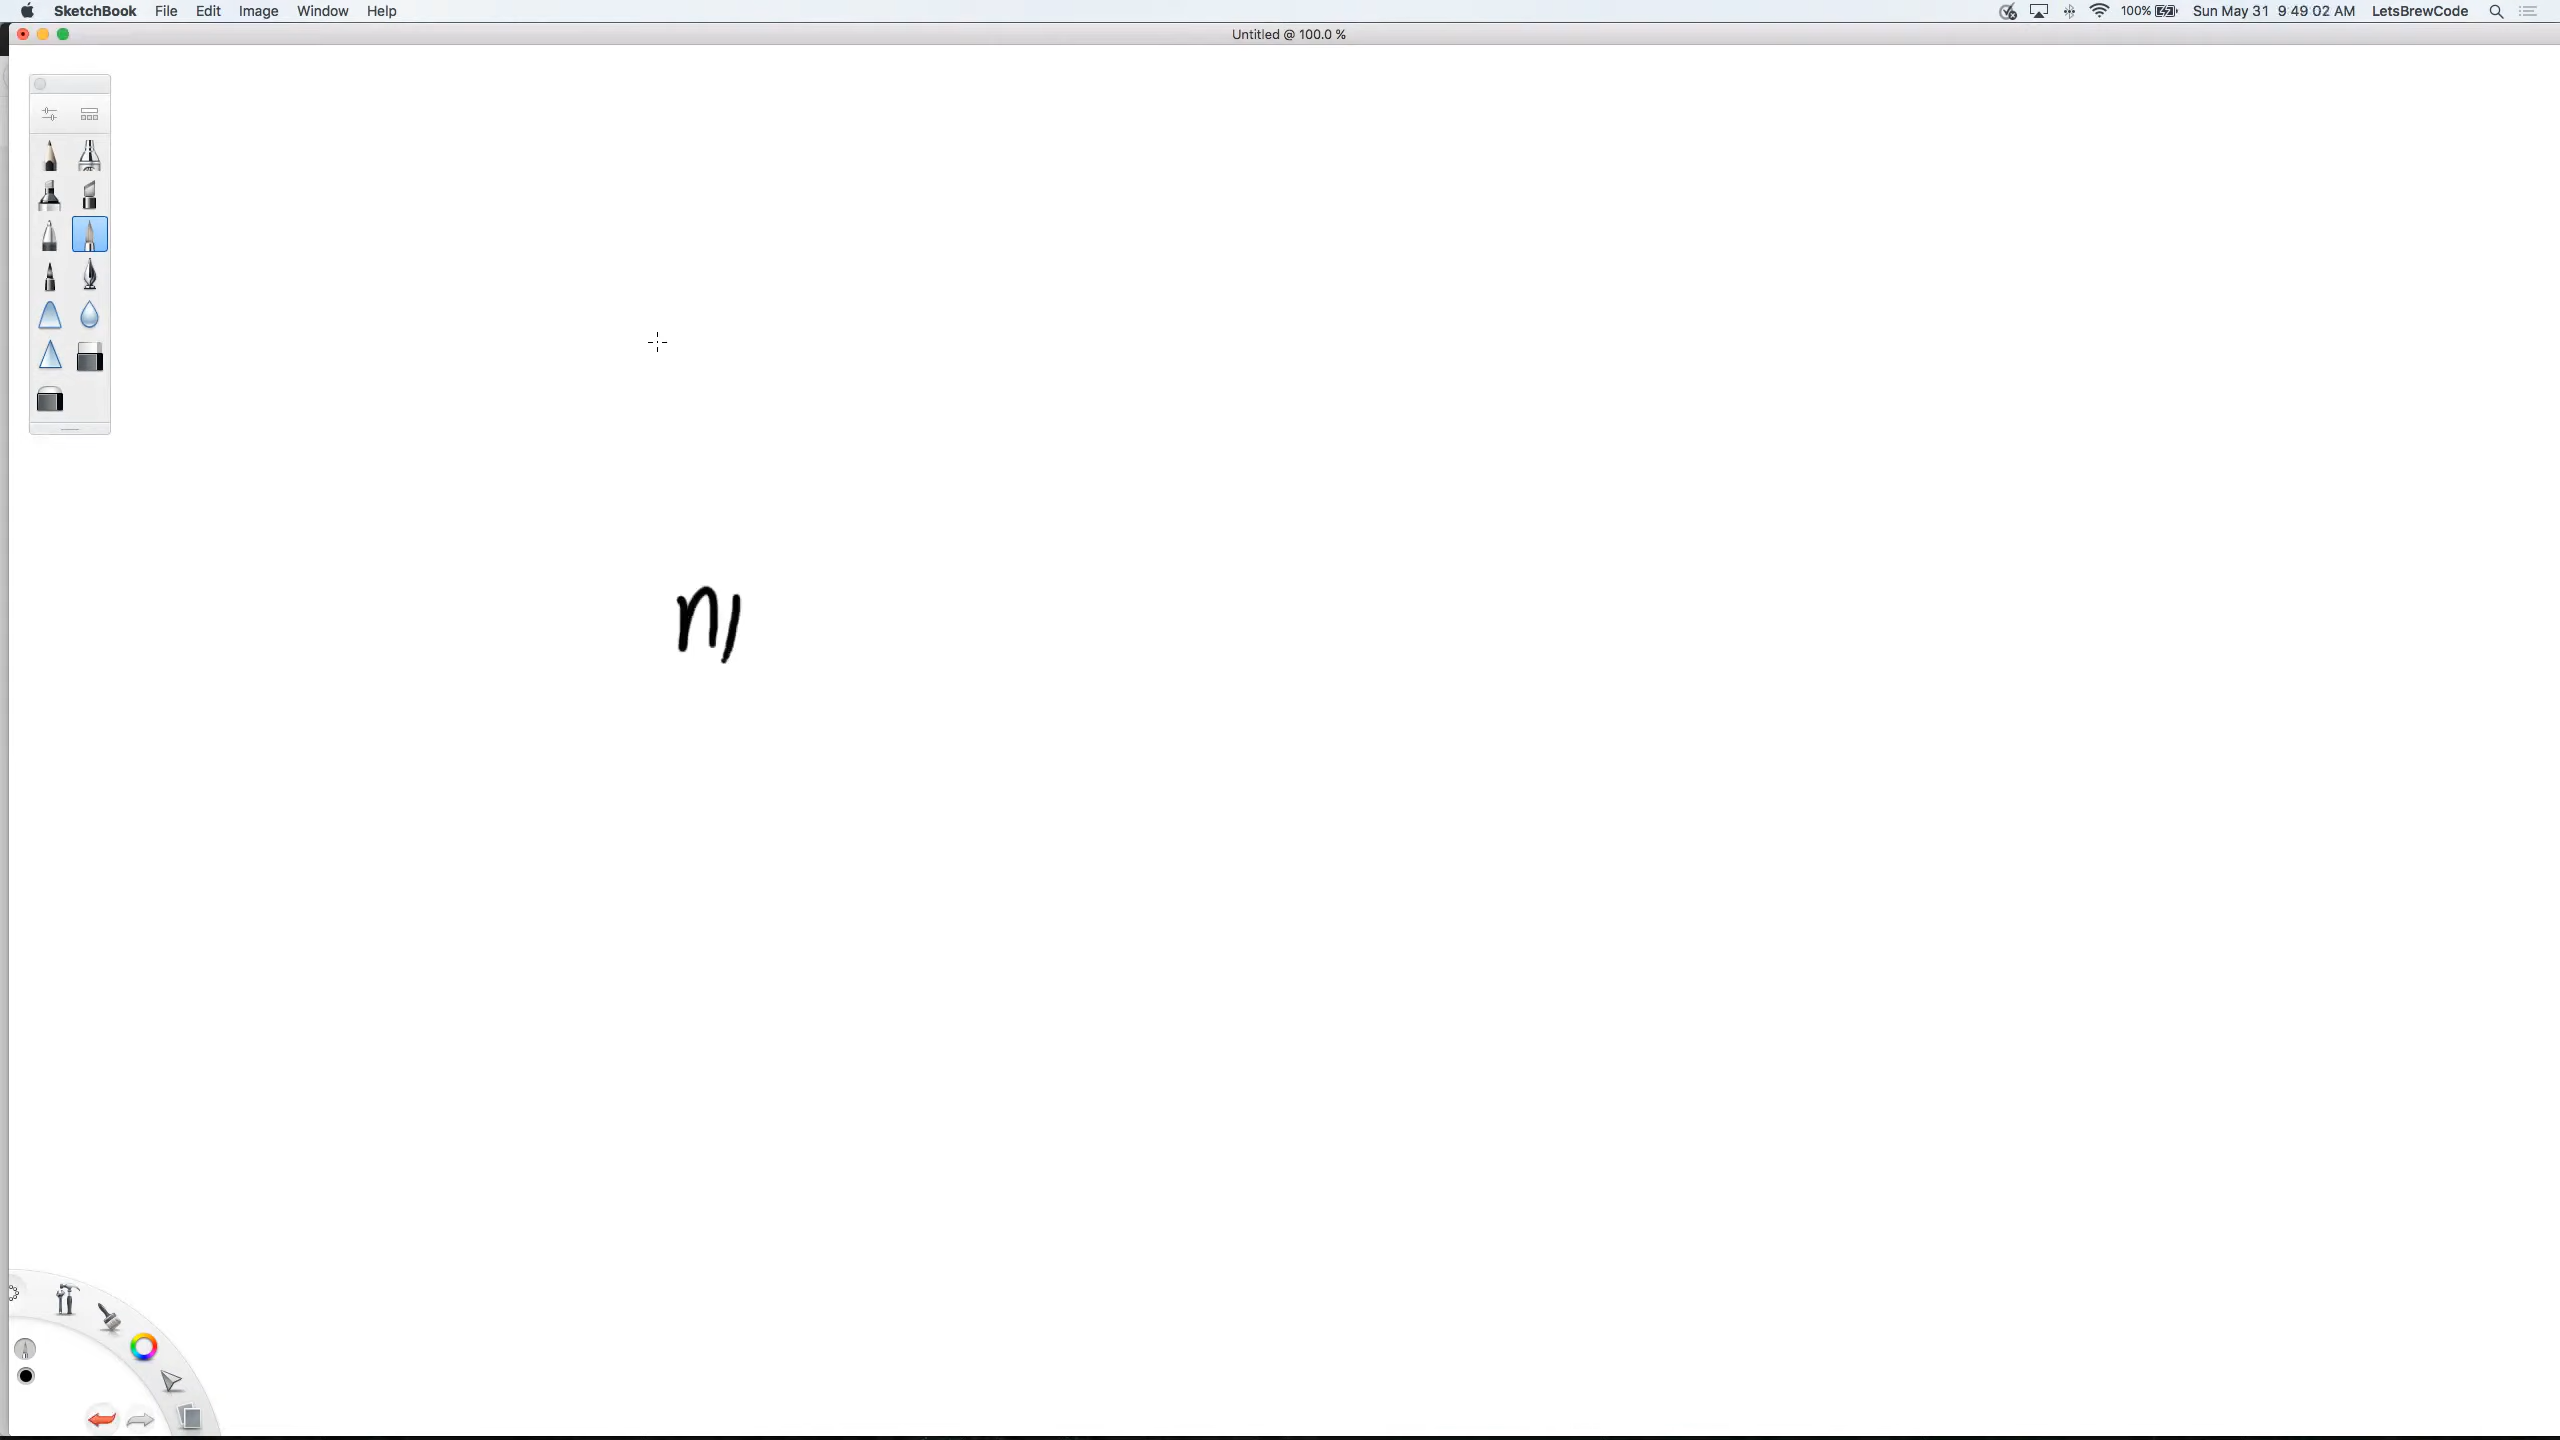 SketchBook File Edit Image Window Help 100% Sun May 31 9:49 02 AM LetsBrewCode
Untitled @ 100.0 %
n